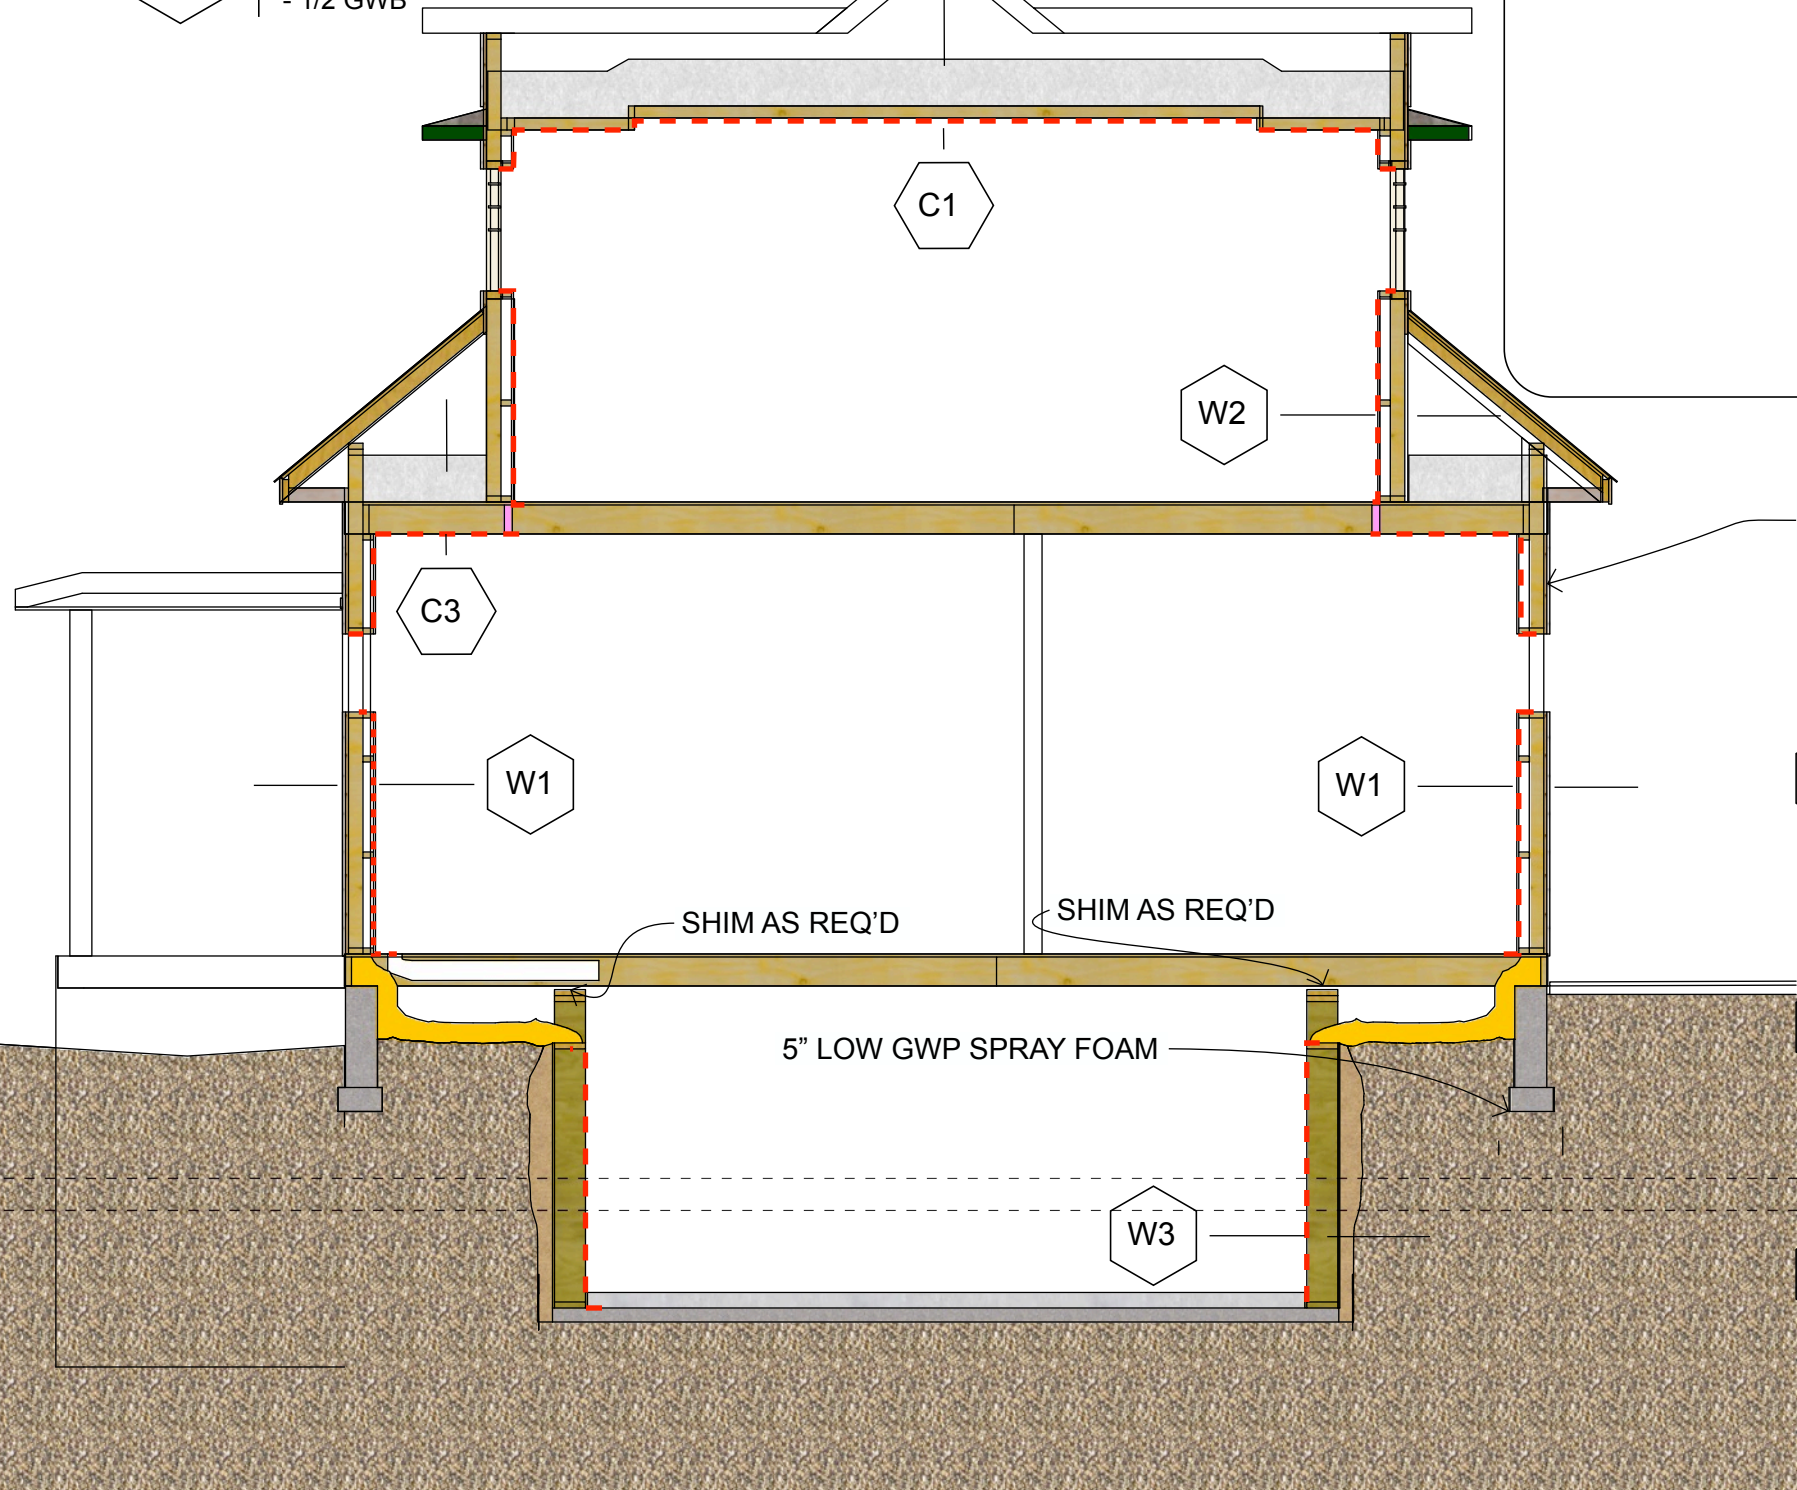 - 1/2 GWB
C1
W2
C3
W1
W1
SHIM AS REQ’D
SHIM AS REQ’D
5” LOW GWP SPRAY FOAM
W3